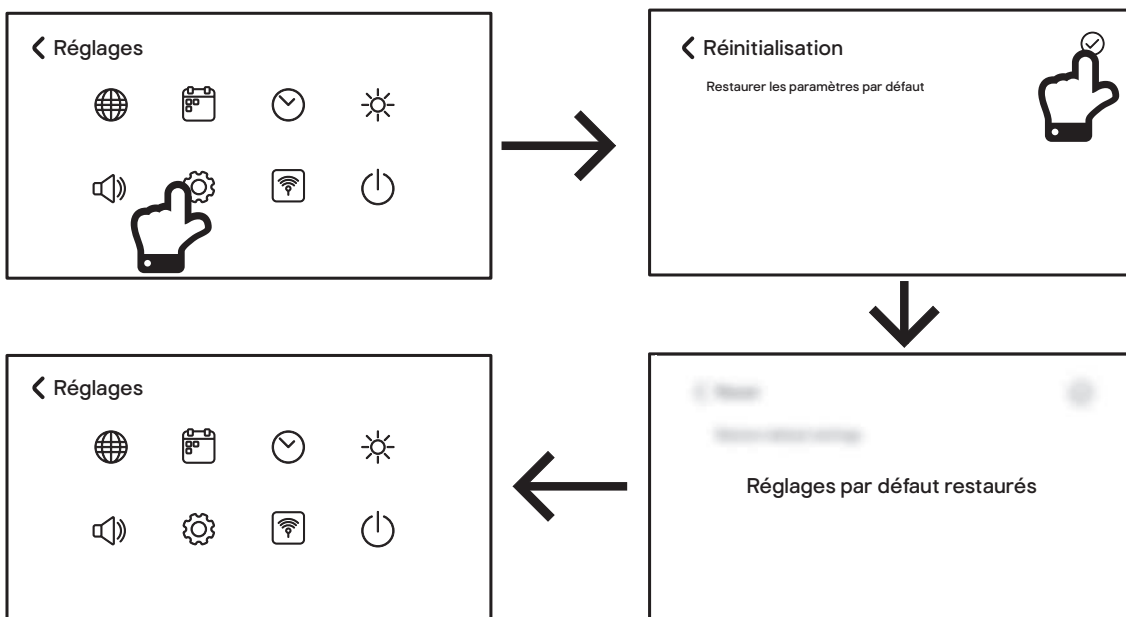 Réglages
Réinitialisation
Restaurer les paramètres par défaut
Réglages par défaut restaurés
Réglages